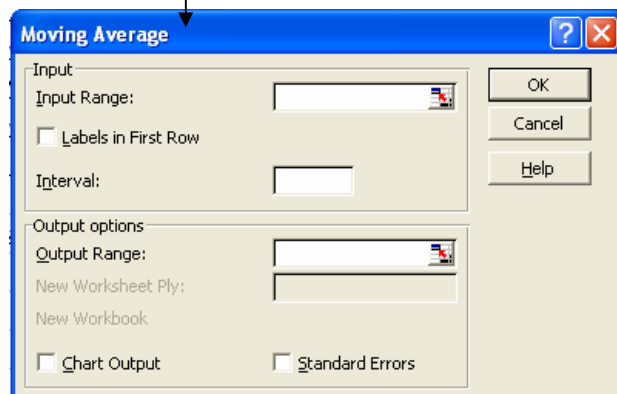 Moving Average
Input
Input Range:
Labels in First Row
Interval:
Output options
Output Range:
New Worksheet Ply:
New Workbook
Chart Output
Standard Errors
OK
Cancel
Help